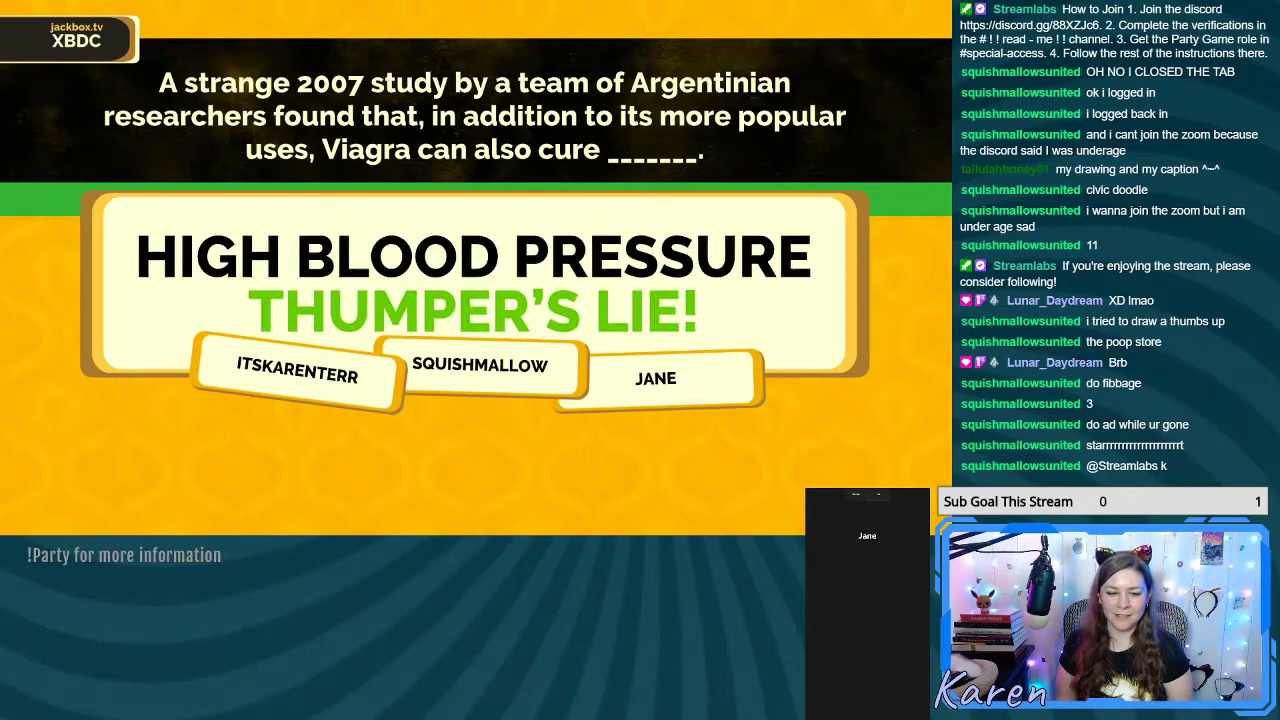 jackbox.tv
XBDC
A strange 2007 study by a team of Argentinian
researchers found that, in addition to its more popular
uses, Viagra can also cure _______.
HIGH BLOOD PRESSURE
THUMPER'S LIE!
ITSKARENTERR
SQUISHMALLOW
JANE
!Party for more information
Jane
Streamlabs How to Join 1. Join the discord
https://discord.gg/88XZJc6. 2. Complete the verifications in
the # ! ! read - me ! ! channel. 3. Get the Party Game role in
#special-access. 4. Follow the rest of the instructions there.
squishmallowsunited OH NO I CLOSED THE TAB
squishmallowsunited ok i logged in
squishmallowsunited I logged back in
squishmallowsunited and i cant join the zoom because
the discord said I was underage
tallulahhoney01 my drawing and my caption ^~^
squishmallowsunited civic doodle
squishmallowsunited i wanna join the zoom but i am
under age sad
squishmallowsunited 11
Streamlabs If you're enjoying the stream, please
consider following!
Lunar_Daydream XD lmao
squishmallowsunited i tried to draw a thumbs up
squishmallowsunited the poop store
Lunar_Daydream Brb
squishmallowsunited do fibbage
squishmallowsunited 3
squishmallowsunited do ad while ur gone
squishmallowsunited starrrrrrrrrrrrrrrrrrrt
squishmallowsunited @Streamlabs k
Sub Goal This Stream 0 1
Karen